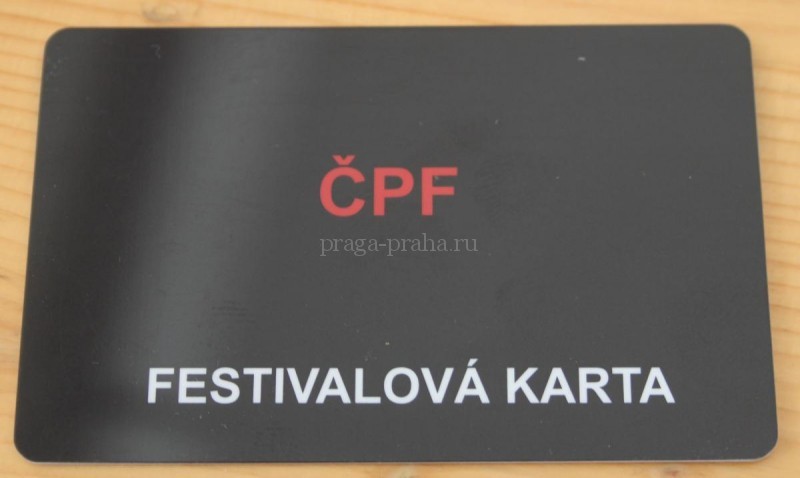 ČPF
praga-praha.ru
FESTIVALOVÁ KARTA